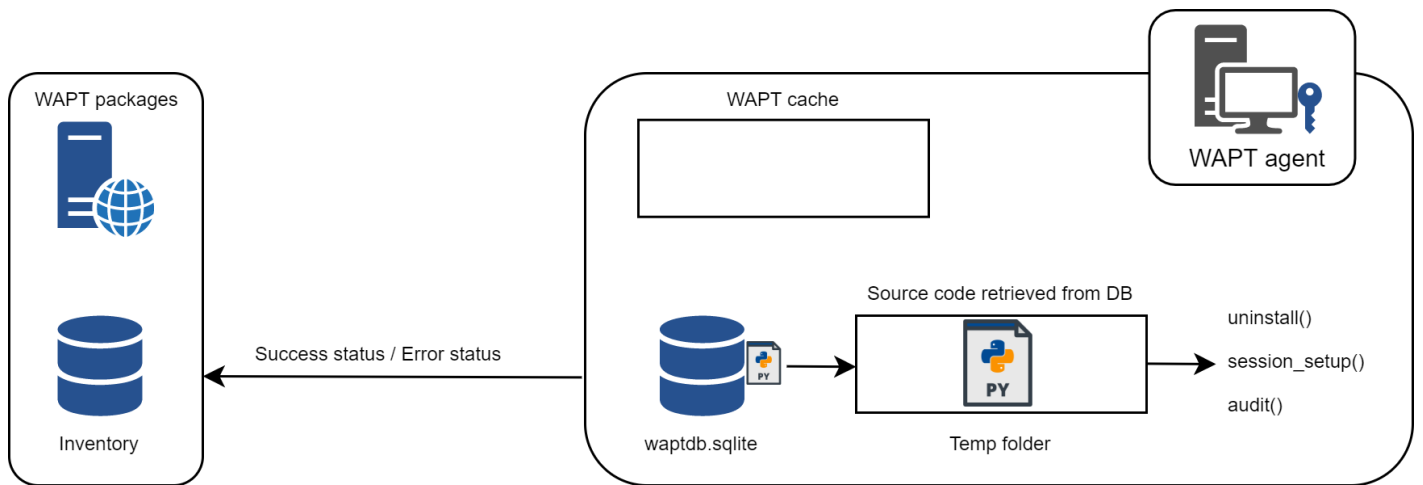 WAPT packages
WAPT cache
WAPT agent
Source code retrieved from DB
uninstall()
Success status / Error status
PY
PY
session_setup()
audit()
Inventory
waptdb.sqlite
Temp folder